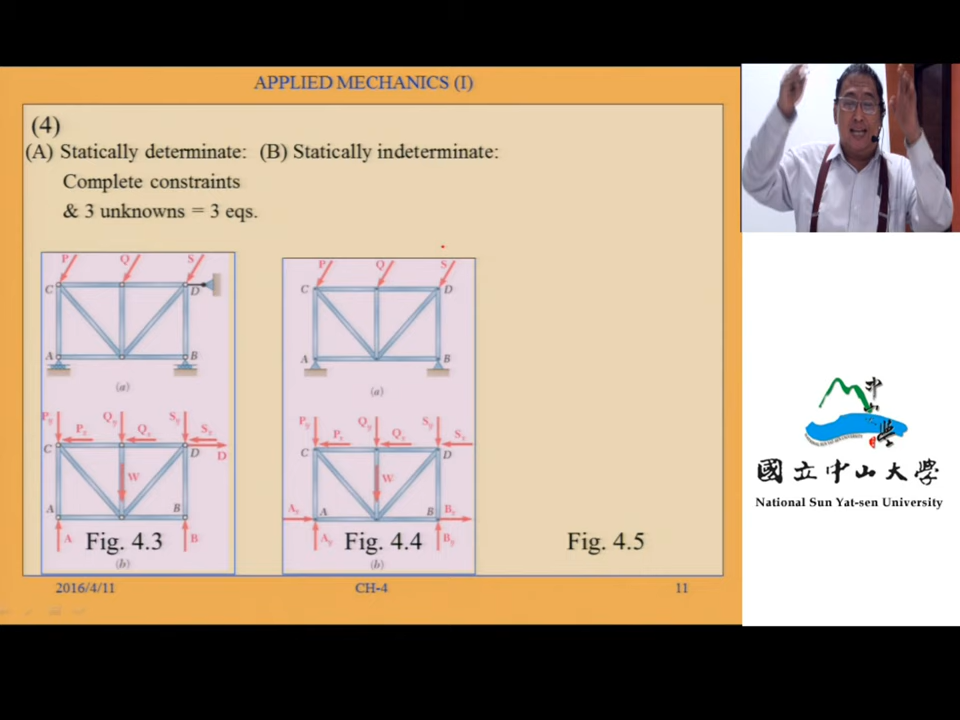 APPLIED MECHANICS (I)
(4)
(A) Statically determinate: (B) Statically indeterminate:
Complete constraints
& 3 unknowns = 3 eqs.
P Q S
C D
A B
(a)
P Q S
C D
A B
(a)
Py Qy Sy
Px Qx Sx
C D D
W
A B
A B
Fig. 4.3
(b)
Py Qy Sy
Px Qx Sx
C D
W
Ax A B Bx
Ay By
Fig. 4.4
(b)
Fig. 4.5
2016/4/11 CH-4 11
國立中山大學
National Sun Yat-sen University